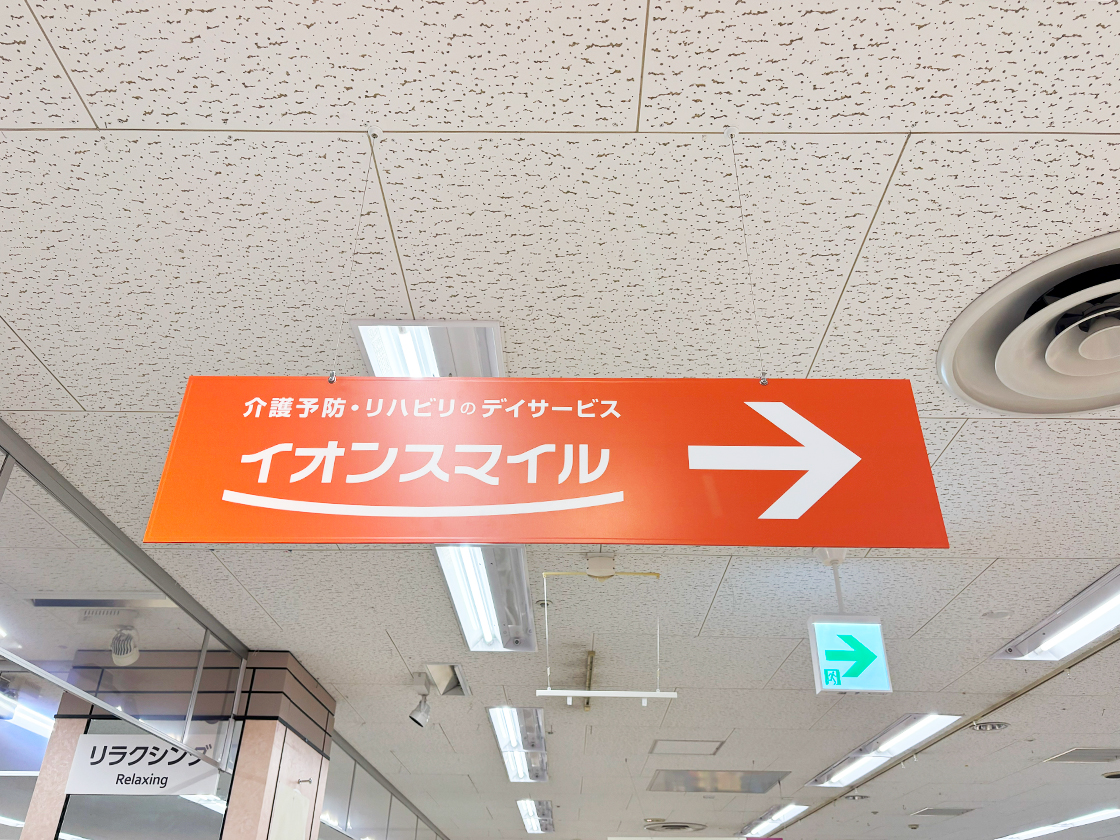 介護予防・リハビリのデイサービス
イオンスマイル
リラクシング
Relaxing